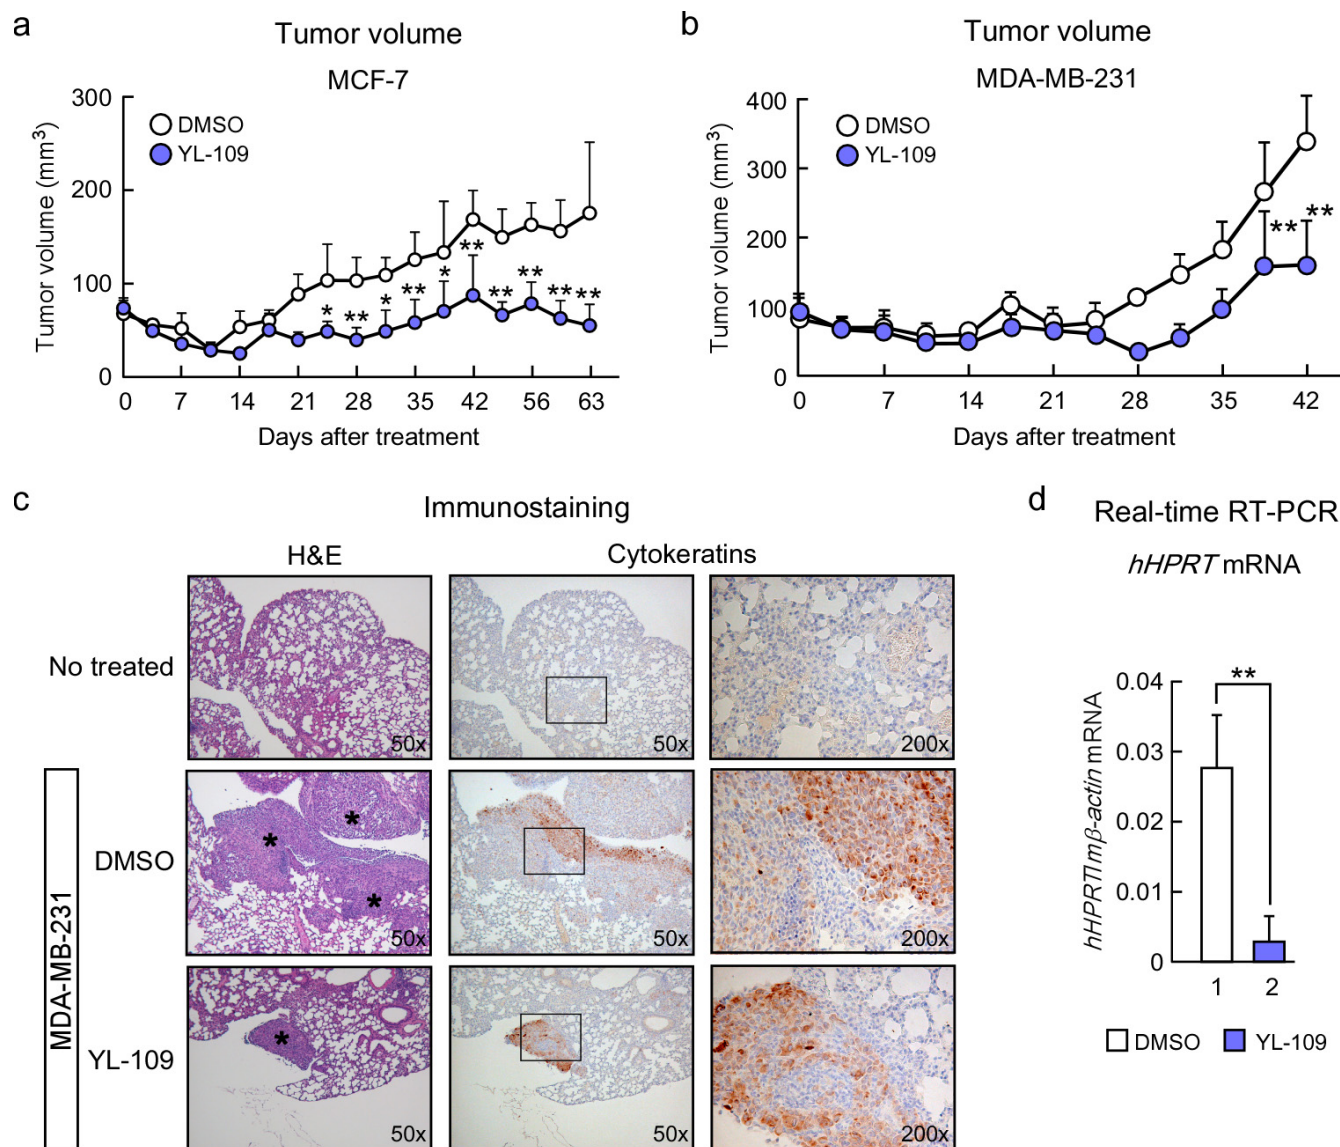 a
Tumor volume
MCF-7
DMSO
YL-109
Tumor volume (mm³)
300
200
100
0
* ** * ** * ** ** ** ** **
0 7 14 21 28 35 42 56 63
Days after treatment
b
Tumor volume
MDA-MB-231
DMSO
YL-109
Tumor volume (mm³)
400
300
200
100
0
** **
0 7 14 21 28 35 42
Days after treatment
c
Immunostaining
H&E
Cytokeratins
No treated
50x
50x
200x
MDA-MB-231
DMSO
* * *
50x
50x
200x
YL-109
*
50x
50x
200x
d
Real-time RT-PCR
hHPRT mRNA
hHPRT/mβ-actin mRNA
0.04
0.03
0.02
0.01
0
**
1 2
DMSO YL-109